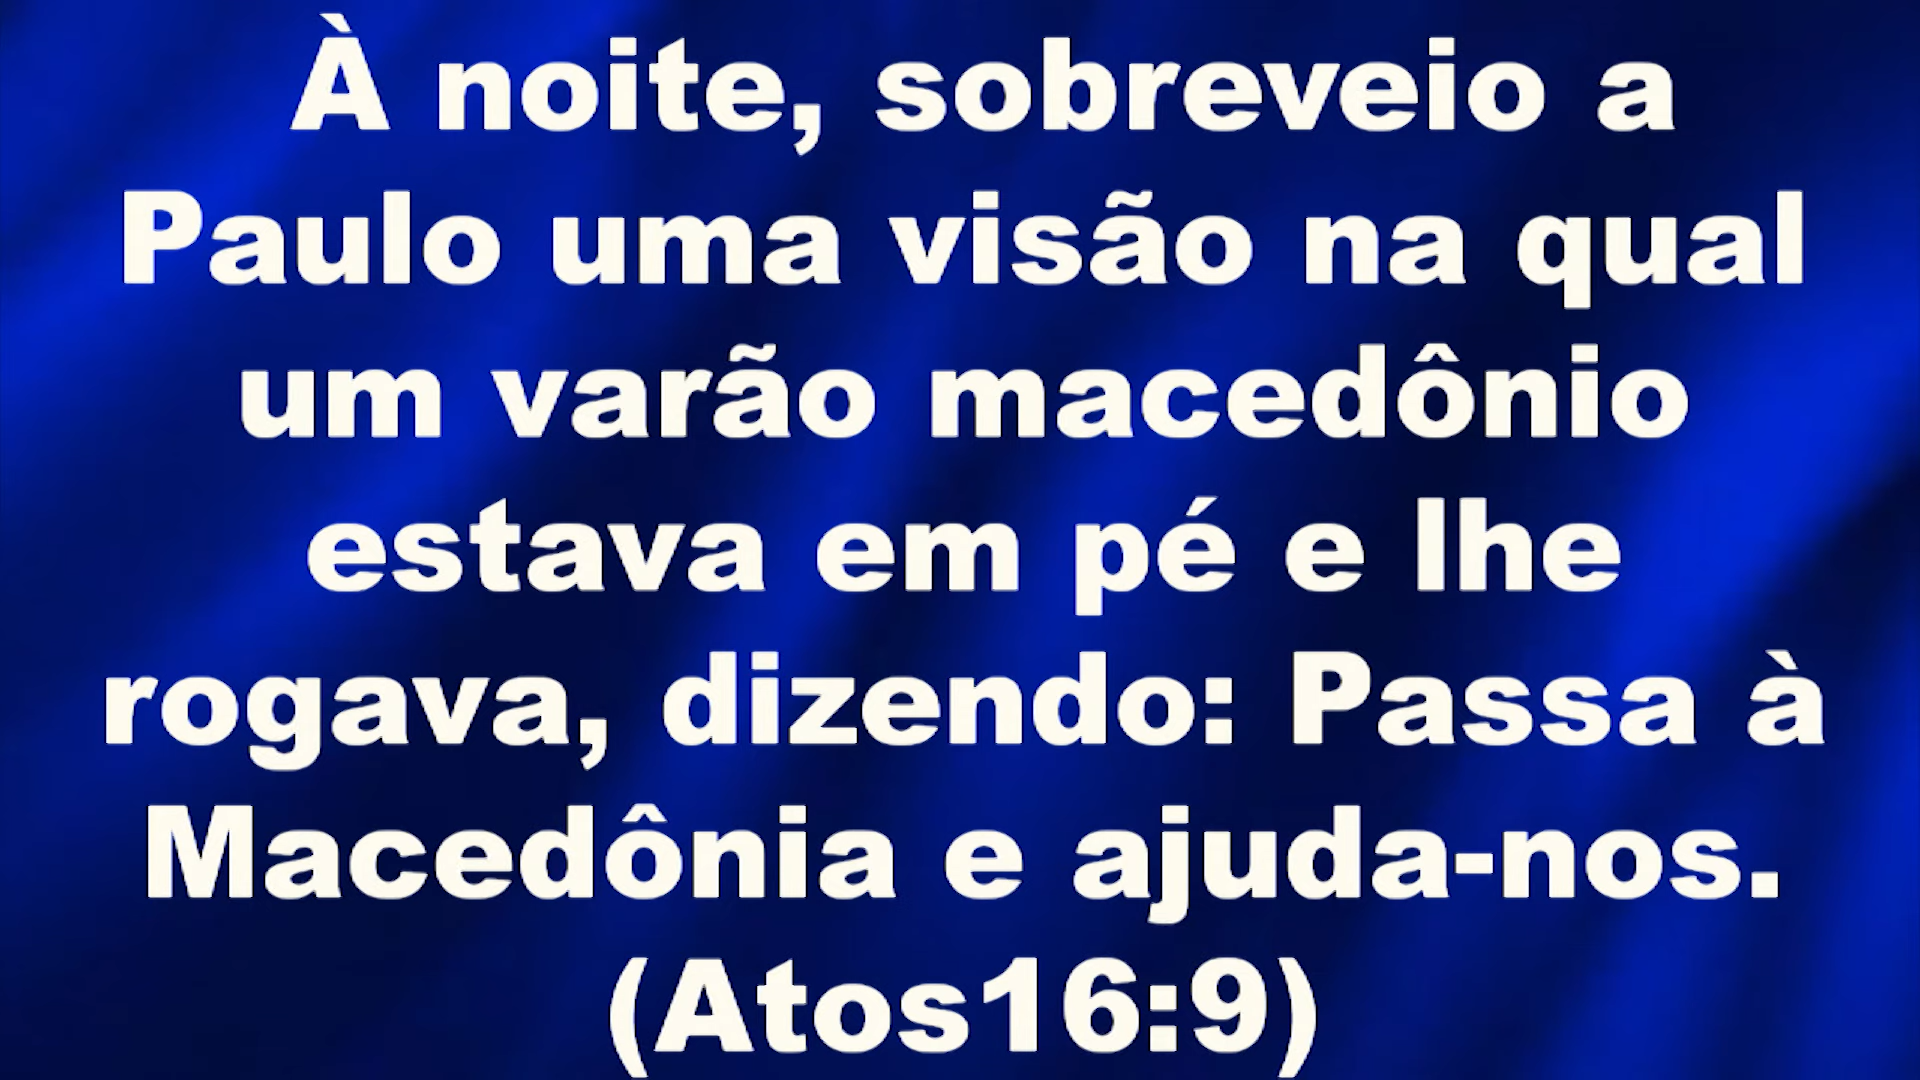 À noite, sobreveio a
Paulo uma visão na qual
um varão macedônio
estava em pé e lhe
rogava, dizendo: Passa à
Macedônia e ajuda-nos.
(Atos16:9)